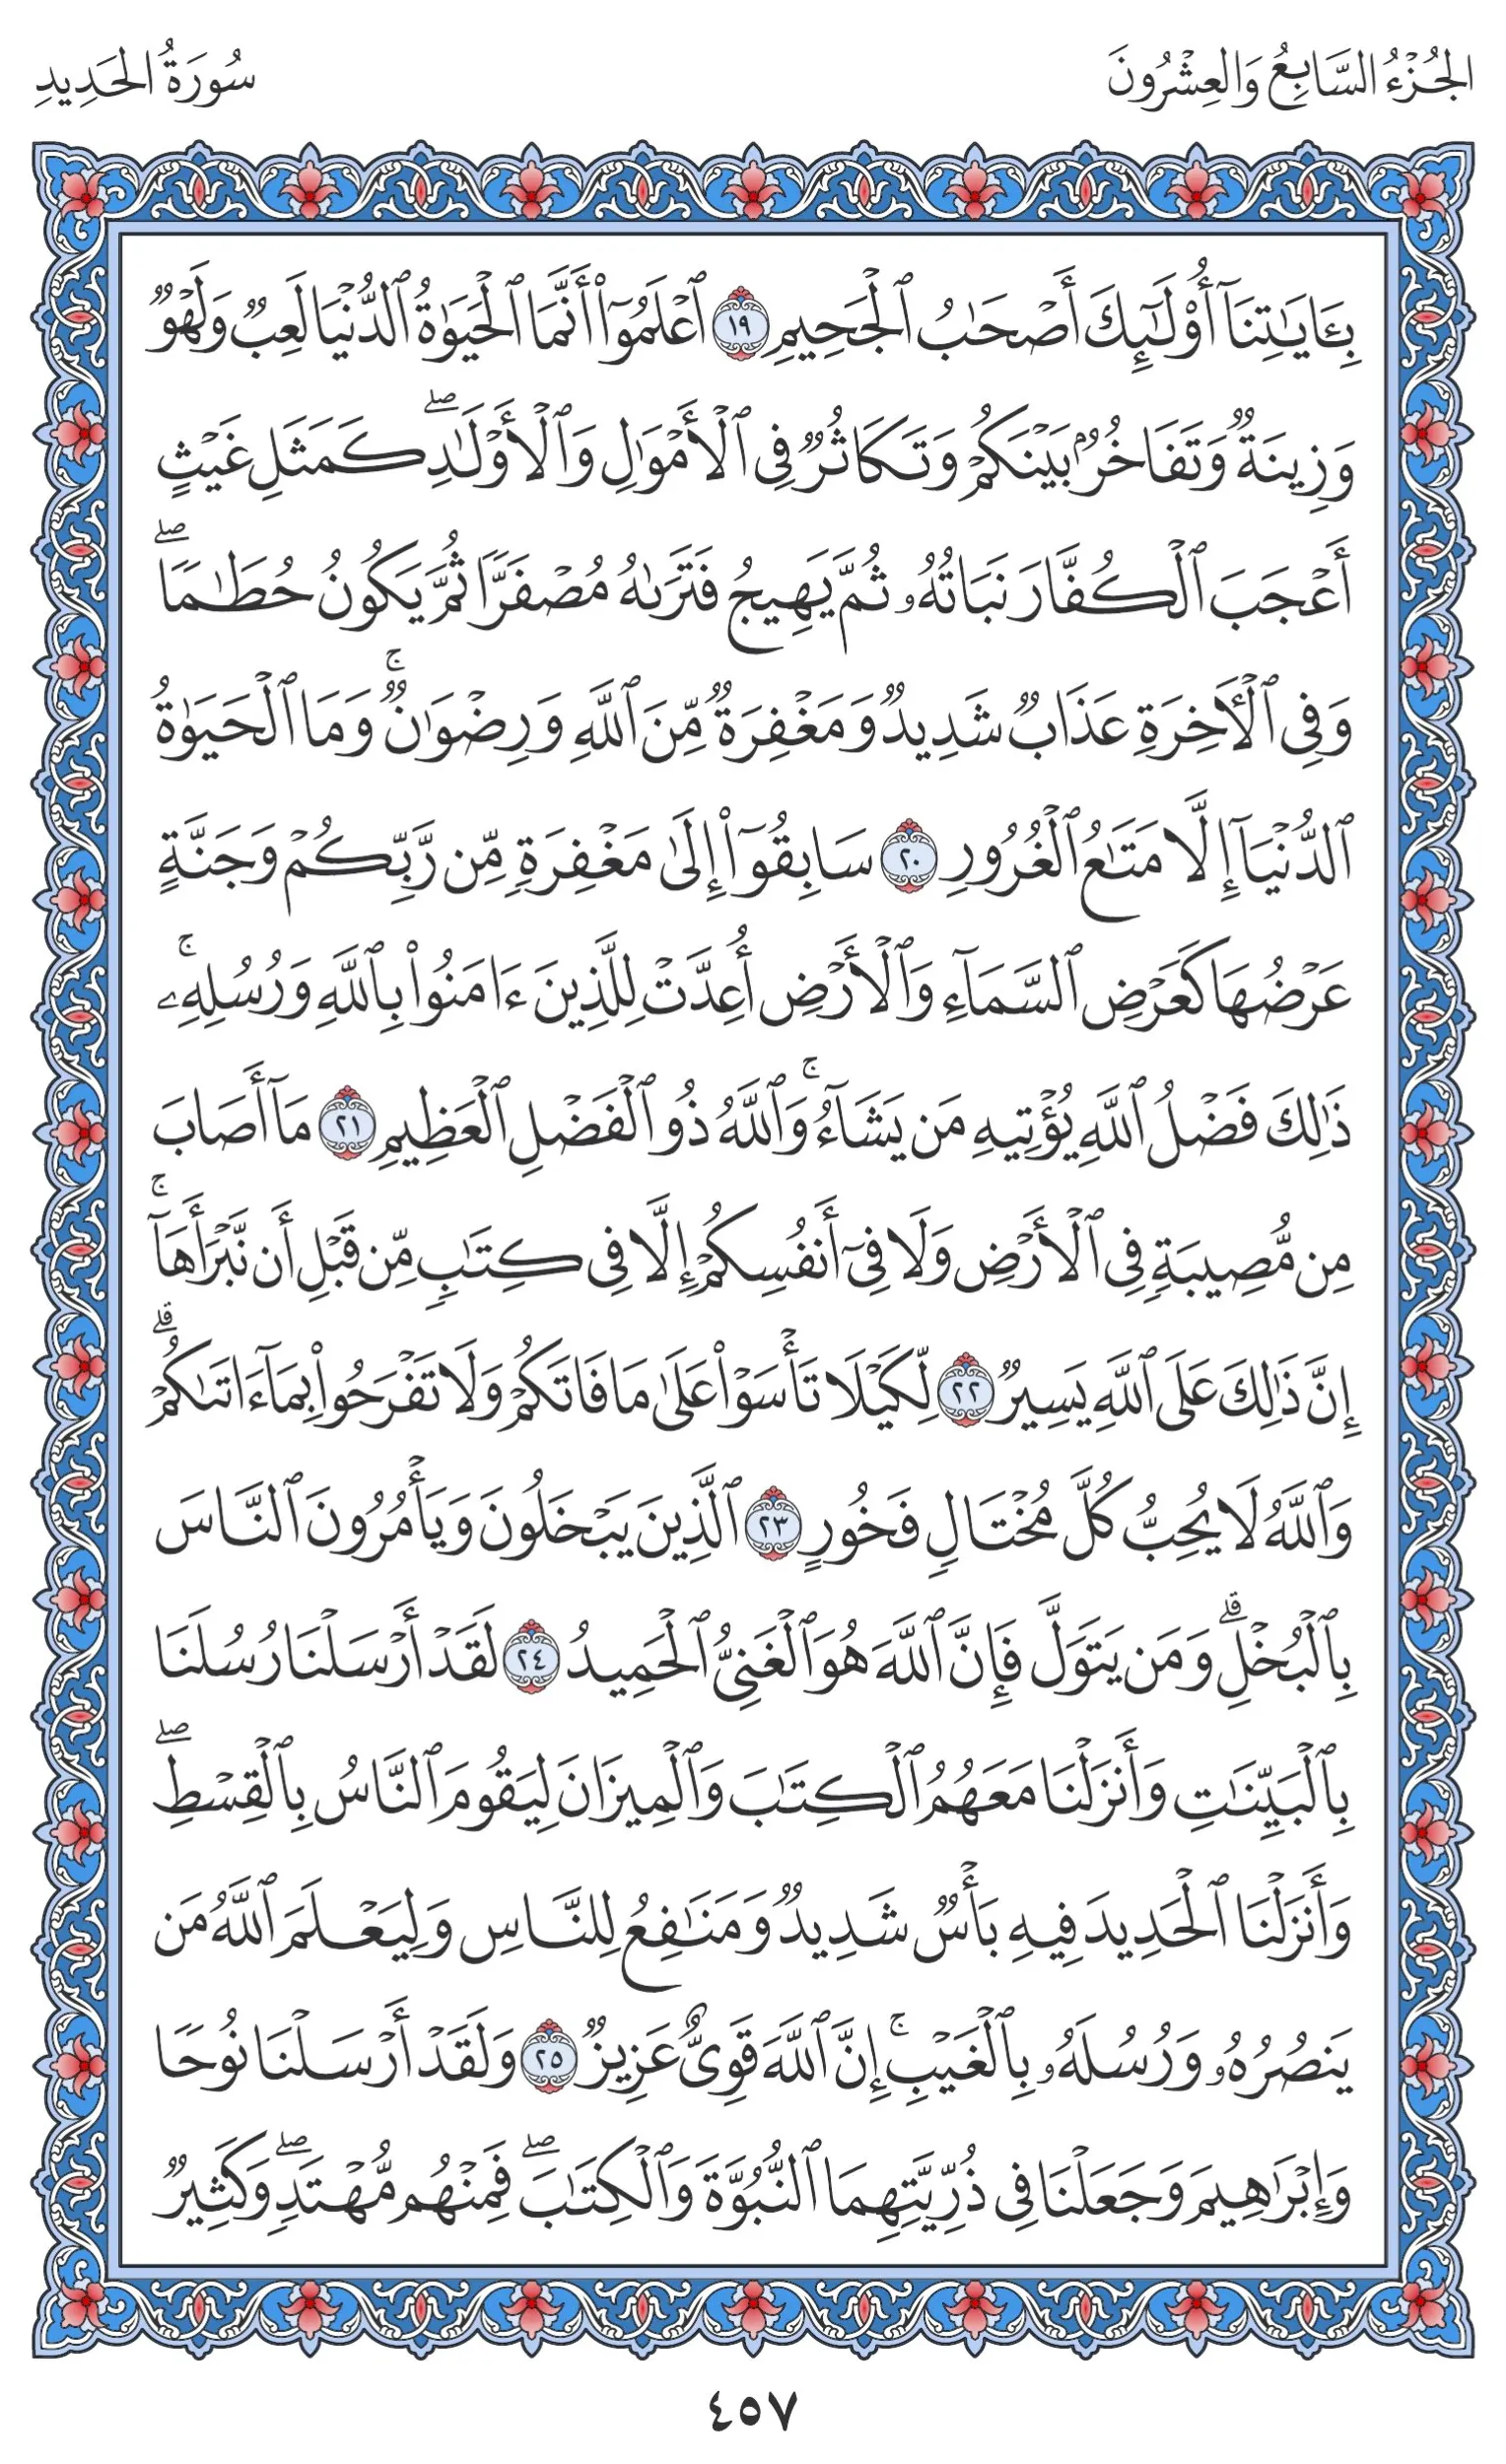 الجُزْءُ السَّابِعُ وَالعِشْرُونَ
سُورَةُ الحَدِيدِ
بِـَٔايَـٰتِنَآ أُوْلَـٰٓئِكَ أَصْحَـٰبُ ٱلْجَحِيمِ ١٩ ٱعْلَمُوٓا۟ أَنَّمَا ٱلْحَيَوٰةُ ٱلدُّنْيَا لَعِبٌ وَلَهْوٌ
وَزِينَةٌ وَتَفَاخُرٌۢ بَيْنَكُمْ وَتَكَاثُرٌ فِى ٱلْأَمْوَٰلِ وَٱلْأَوْلَـٰدِ ۖ كَمَثَلِ غَيْثٍ
أَعْجَبَ ٱلْكُفَّارَ نَبَاتُهُۥ ثُمَّ يَهِيجُ فَتَرَىٰهُ مُصْفَرًّا ثُمَّ يَكُونُ حُطَـٰمًا ۖ
وَفِى ٱلْـَٔاخِرَةِ عَذَابٌ شَدِيدٌ وَمَغْفِرَةٌ مِّنَ ٱللَّهِ وَرِضْوَٰنٌ ۚ وَمَا ٱلْحَيَوٰةُ
ٱلدُّنْيَآ إِلَّا مَتَـٰعُ ٱلْغُرُورِ ٢٠ سَابِقُوٓا۟ إِلَىٰ مَغْفِرَةٍ مِّن رَّبِّكُمْ وَجَنَّةٍ
عَرْضُهَا كَعَرْضِ ٱلسَّمَآءِ وَٱلْأَرْضِ أُعِدَّتْ لِلَّذِينَ ءَامَنُوا۟ بِٱللَّهِ وَرُسُلِهِۦ ۚ
ذَٰلِكَ فَضْلُ ٱللَّهِ يُؤْتِيهِ مَن يَشَآءُ ۚ وَٱللَّهُ ذُو ٱلْفَضْلِ ٱلْعَظِيمِ ٢١ مَآ أَصَابَ
مِن مُّصِيبَةٍ فِى ٱلْأَرْضِ وَلَا فِىٓ أَنفُسِكُمْ إِلَّا فِى كِتَـٰبٍ مِّن قَبْلِ أَن نَّبْرَأَهَآ ۚ
إِنَّ ذَٰلِكَ عَلَى ٱللَّهِ يَسِيرٌ ٢٢ لِّكَيْلَا تَأْسَوْا۟ عَلَىٰ مَا فَاتَكُمْ وَلَا تَفْرَحُوا۟ بِمَآ ءَاتَىٰكُمْ ۗ
وَٱللَّهُ لَا يُحِبُّ كُلَّ مُخْتَالٍ فَخُورٍ ٢٣ ٱلَّذِينَ يَبْخَلُونَ وَيَأْمُرُونَ ٱلنَّاسَ
بِٱلْبُخْلِ ۗ وَمَن يَتَوَلَّ فَإِنَّ ٱللَّهَ هُوَ ٱلْغَنِىُّ ٱلْحَمِيدُ ٢٤ لَقَدْ أَرْسَلْنَا رُسُلَنَا
بِٱلْبَيِّنَـٰتِ وَأَنزَلْنَا مَعَهُمُ ٱلْكِتَـٰبَ وَٱلْمِيزَانَ لِيَقُومَ ٱلنَّاسُ بِٱلْقِسْطِ ۖ
وَأَنزَلْنَا ٱلْحَدِيدَ فِيهِ بَأْسٌ شَدِيدٌ وَمَنَـٰفِعُ لِلنَّاسِ وَلِيَعْلَمَ ٱللَّهُ مَن
يَنصُرُهُۥ وَرُسُلَهُۥ بِٱلْغَيْبِ ۚ إِنَّ ٱللَّهَ قَوِىٌّ عَزِيزٌ ٢٥ وَلَقَدْ أَرْسَلْنَا نُوحًا
وَإِبْرَٰهِيمَ وَجَعَلْنَا فِى ذُرِّيَّتِهِمَا ٱلنُّبُوَّةَ وَٱلْكِتَـٰبَ ۖ فَمِنْهُم مُّهْتَدٍ ۖ وَكَثِيرٌ
٤٥٧